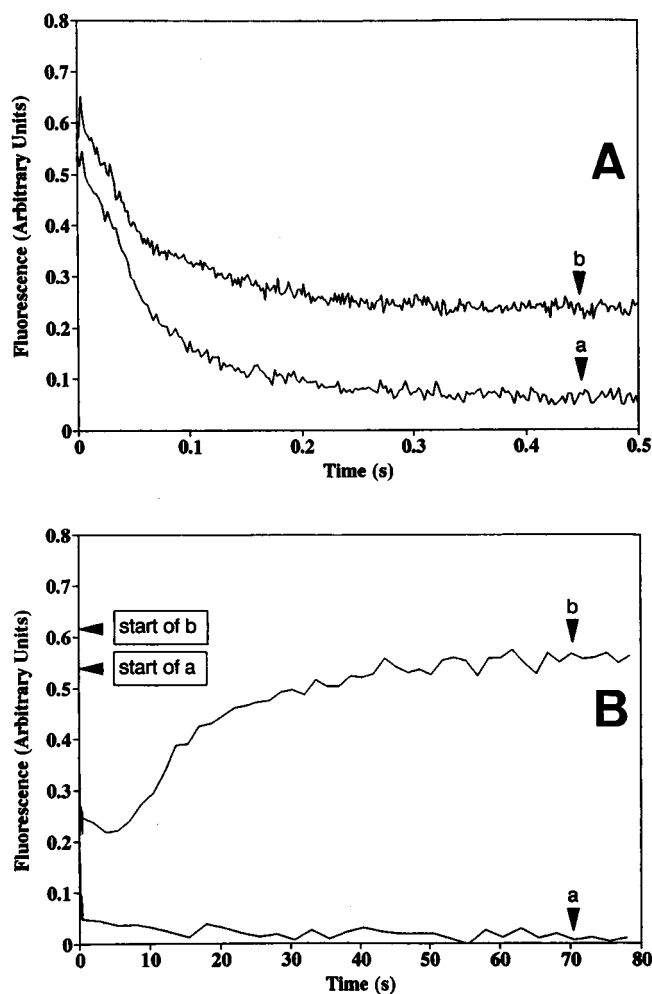 0.8
0.7
0.6
0.5
0.4
0.3
0.2
0.1
0
Fluorescence (Arbitrary Units)
A
b
a
0 0.1 0.2 0.3 0.4 0.5
Time (s)
0.8
0.7
0.6
0.5
0.4
0.3
0.2
0.1
0
Fluorescence (Arbitrary Units)
start of b
start of a
b
B
a
0 10 20 30 40 50 60 70 80
Time (s)